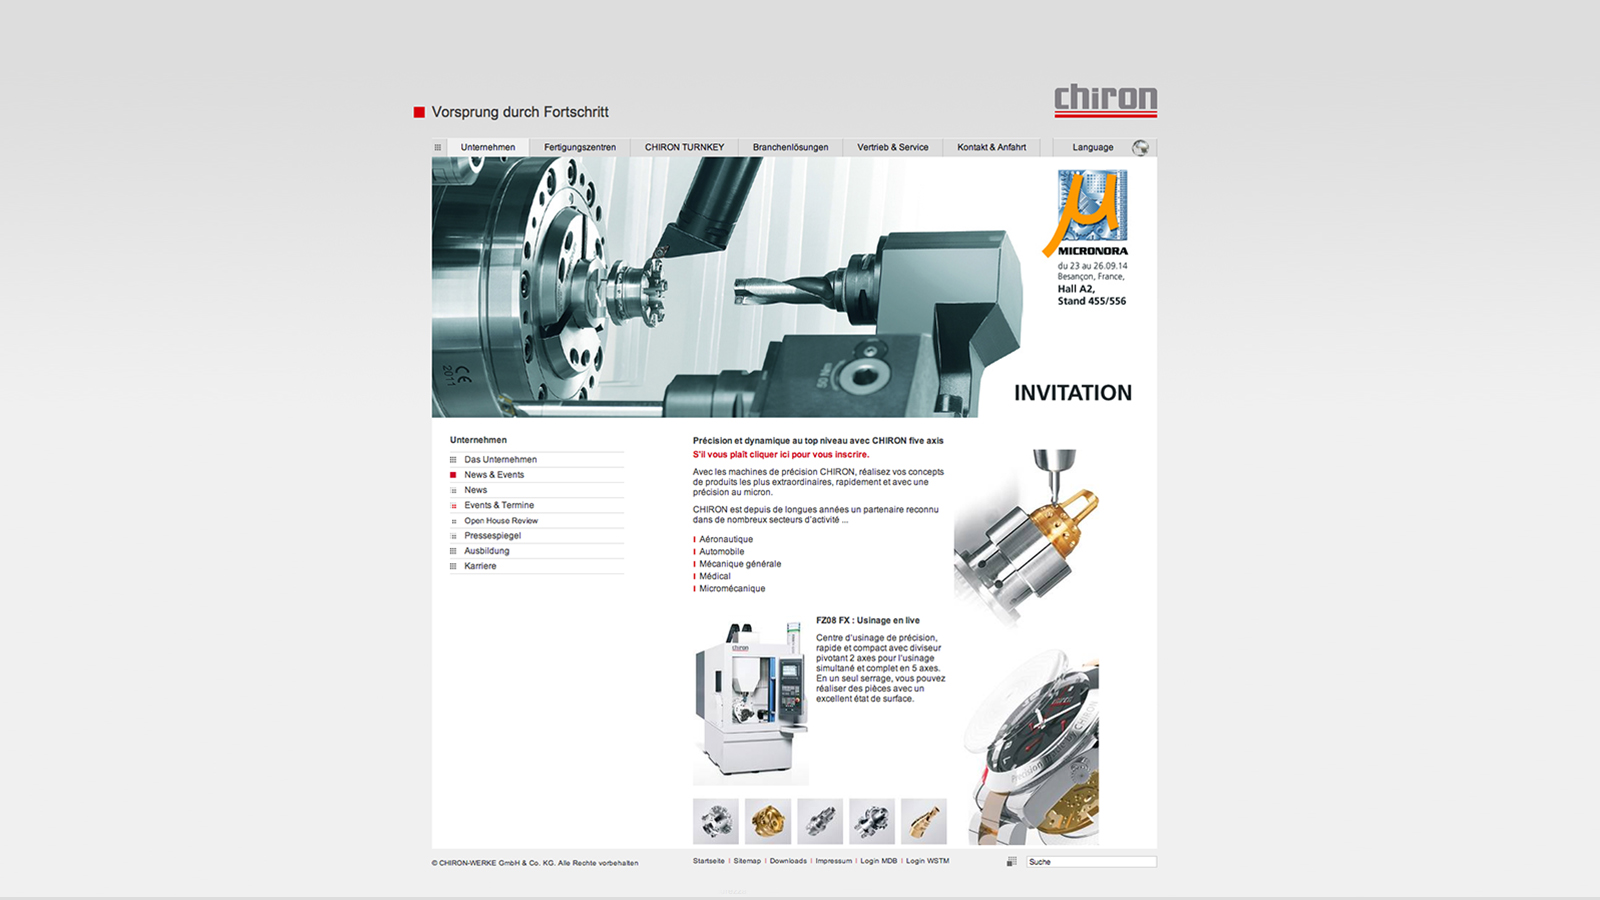 chiron
Vorsprung durch Fortschritt
Unternehmen
Fertigungszentren
CHIRON TURNKEY
Branchenlösungen
Vertrieb & Service
Kontakt & Anfahrt
Language
MICRONORA
du 23 au 26.09.14
Besançon, France,
Hall A2,
Stand 455/556
CE
2011
50 Nm
INVITATION
Unternehmen
Das Unternehmen
News & Events
News
Events & Termine
Open House Review
Pressespiegel
Ausbildung
Karriere
Précision et dynamique au top niveau avec CHIRON five axis
S'il vous plaît cliquer ici pour vous inscrire.
Avec les machines de précision CHIRON, réalisez vos concepts
de produits les plus extraordinaires, rapidement et avec une
précision au micron.
CHIRON est depuis de longues années un partenaire reconnu
dans de nombreux secteurs d'activité ...
Aéronautique
Automobile
Mécanique générale
Médical
Micromécanique
chiron
FZ08 FX : Usinage en live
Centre d'usinage de précision,
rapide et compact avec diviseur
pivotant 2 axes pour l'usinage
simultané et complet en 5 axes.
En un seul serrage, vous pouvez
réaliser des pièces avec un
excellent état de surface.
CHIRON
Precision
© CHIRON-WERKE GmbH & Co. KG. Alle Rechte vorbehalten
Startseite I Sitemap I Downloads I Impressum I Login MDB I Login WSTM
Suche